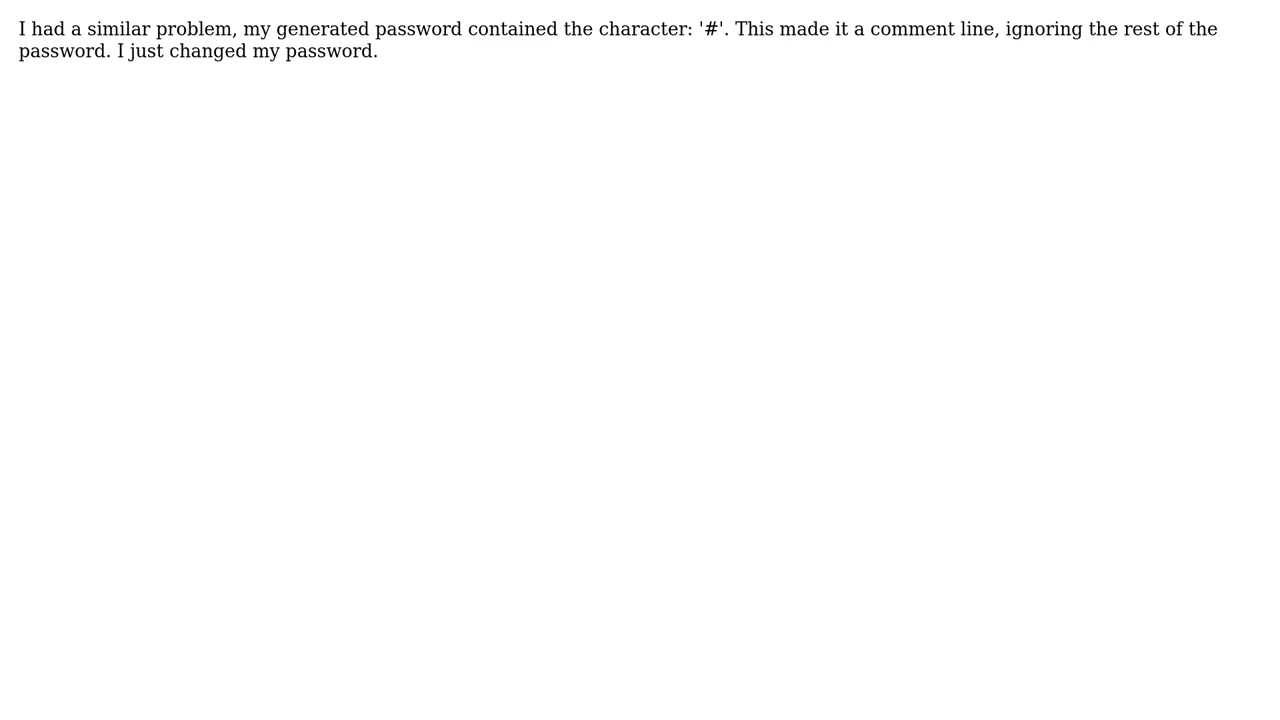 I had a similar problem, my generated password contained the character: '#'. This made it a comment line, ignoring the rest of the
password. I just changed my password.